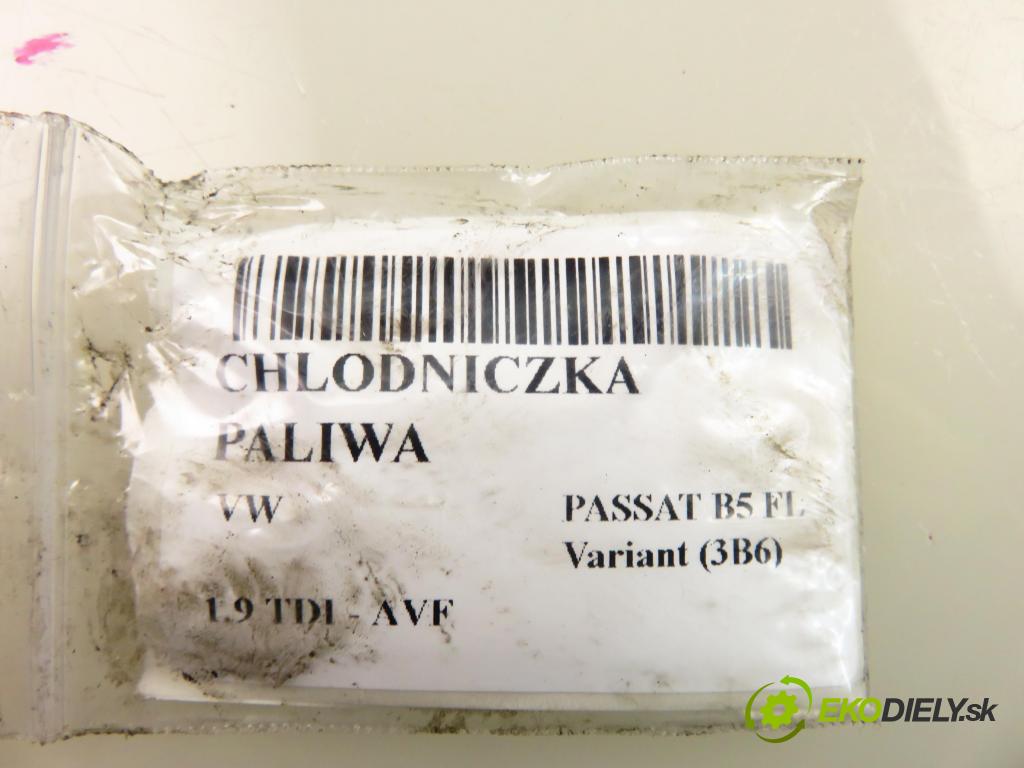 CHLODNICZKA
PALIWA
VW
PASSAT B5 FL
Variant (3B6)
1.9 TDI - AVF
EKODIELY.sk